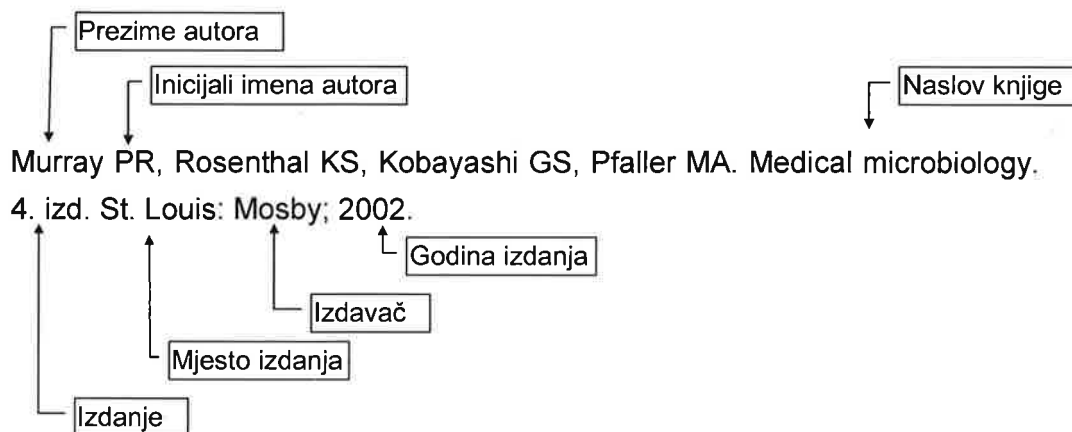 Prezime autora
Inicijali imena autora
Naslov knjige
Murray PR, Rosenthal KS, Kobayashi GS, Pfaller MA. Medical microbiology.
4. izd. St. Louis: Mosby; 2002.
Godina izdanja
Izdavač
Mjesto izdanja
Izdanje